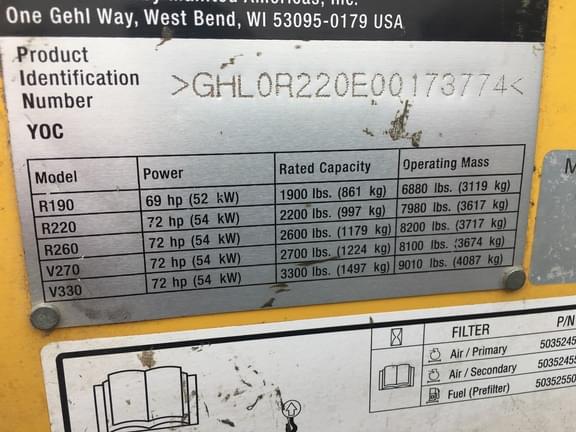 Americas, Inc.
One Gehl Way, West Bend, WI 53095-0179 USA
Product
Identification
Number
>GHL0R220E00173774<
YOC
Model Power Rated Capacity Operating Mass
R190 69 hp (52 kW) 1900 lbs. (861 kg) 6880 lbs. (3119 kg)
R220 72 hp (54 kW) 2200 lbs. (997 kg) 7980 lbs. (3617 kg)
R260 72 hp (54 kW) 2600 lbs. (1179 kg) 8200 lbs. (3717 kg)
V270 72 hp (54 kW) 2700 lbs. (1224 kg) 8100 lbs. (3674 kg)
V330 72 hp (54 kW) 3300 lbs. (1497 kg) 9010 lbs. (4087 kg)
M
FILTER P/N
Air / Primary 5035245
Air / Secondary 5035245
Fuel (Prefilter) 50352550